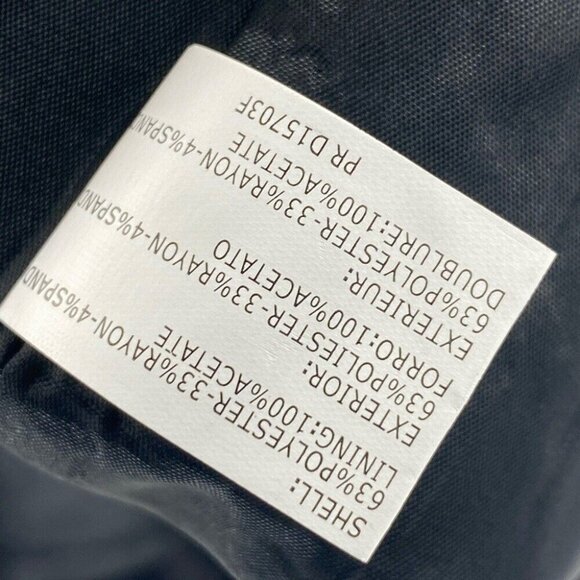 SHELL:
63%POLYESTER-33%RAYON-4%SPAND
LINING:100%ACETATE
EXTERIOR:
63%POLIESTER-33%RAYON-4%SPAND
FORRO:100%ACETATO
EXTERIEUR:
63%POLYESTER-33%RAYON-4%SPAND
DOUBLURE:100%ACETATE
PR D15703F